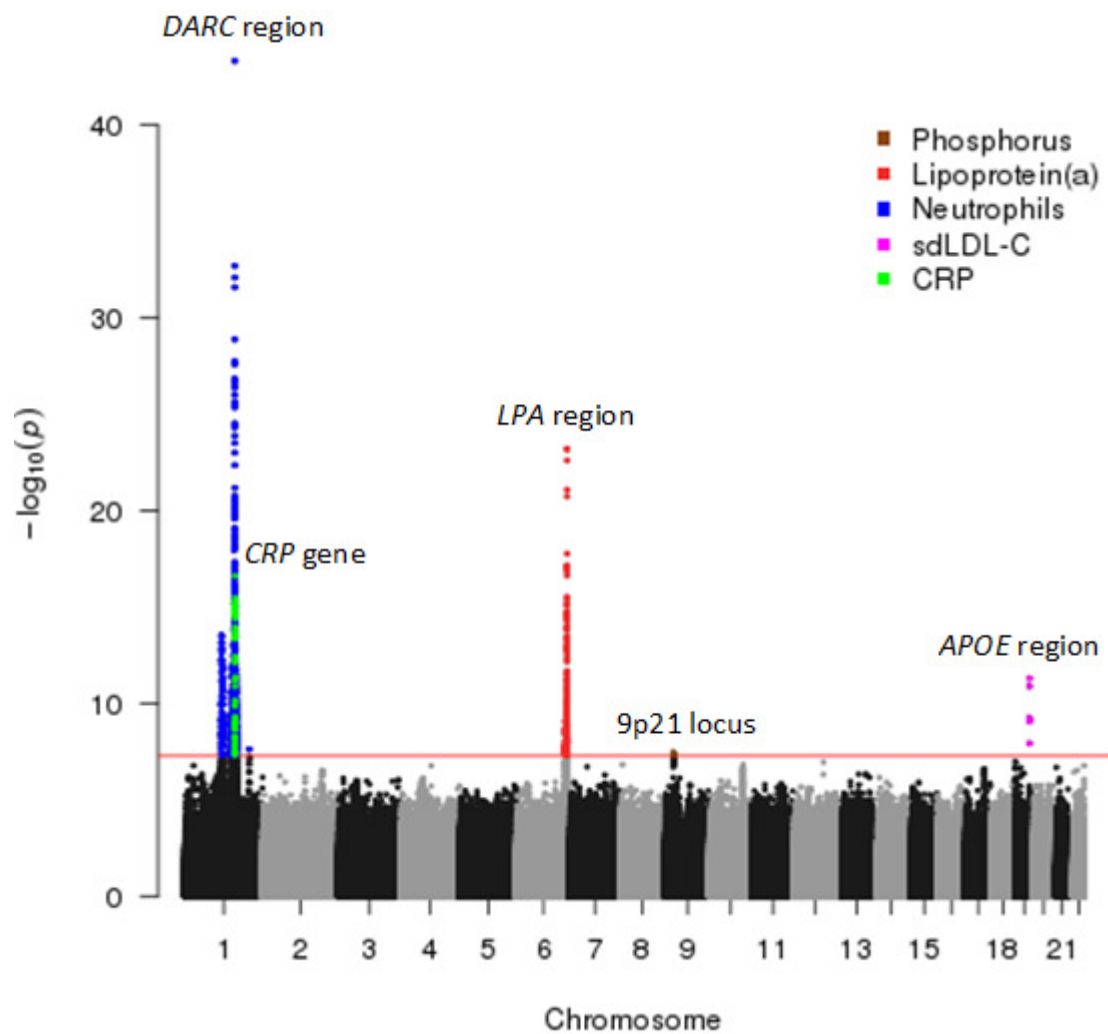 DARC region
40
Phosphorus
Lipoprotein(a)
Neutrophils
sdLDL-C
CRP
30
LPA region
−log₁₀(p)
20
CRP gene
APOE region
10
9p21 locus
0
1 2 3 4 5 6 7 8 9 11 13 15 18 21
Chromosome